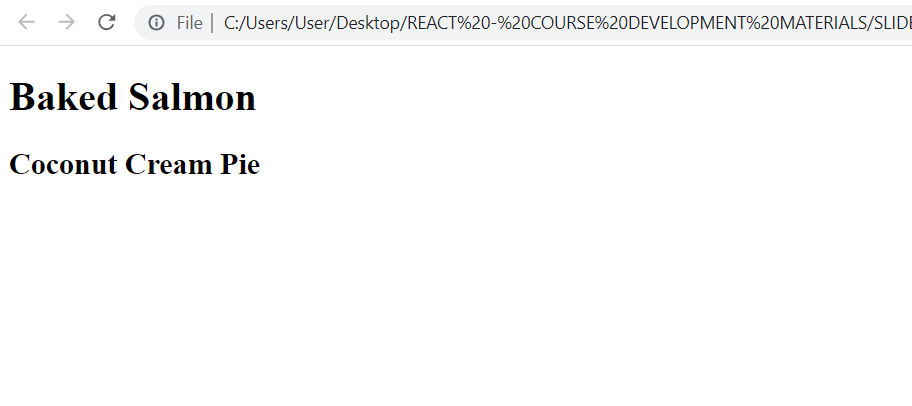 File | C:/Users/User/Desktop/REACT%20-%20COURSE%20DEVELOPMENT%20MATERIALS/SLIDE
Baked Salmon
Coconut Cream Pie